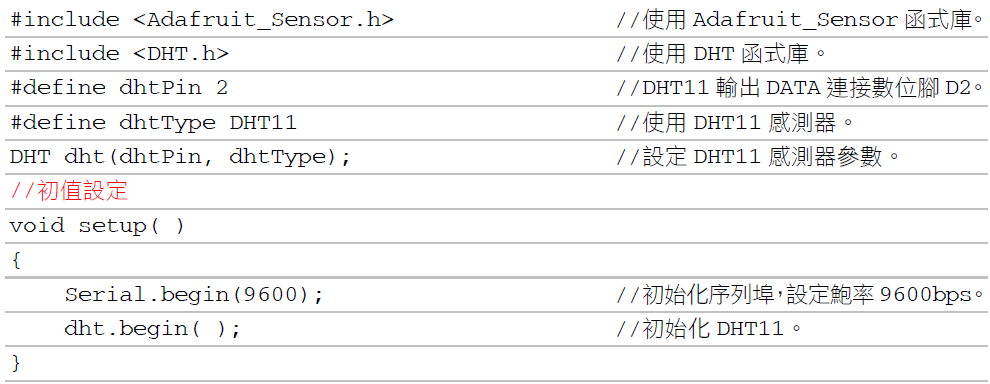 #include <Adafruit_Sensor.h> //使用 Adafruit_Sensor 函式庫。
#include <DHT.h> //使用 DHT 函式庫。
#define dhtPin 2 //DHT11 輸出 DATA 連接數位腳 D2。
#define dhtType DHT11 //使用 DHT11 感測器。
DHT dht(dhtPin, dhtType); //設定 DHT11 感測器參數。
//初值設定
void setup( )
{
Serial.begin(9600); //初始化序列埠，設定鮑率 9600bps。
dht.begin( ); //初始化 DHT11。
}